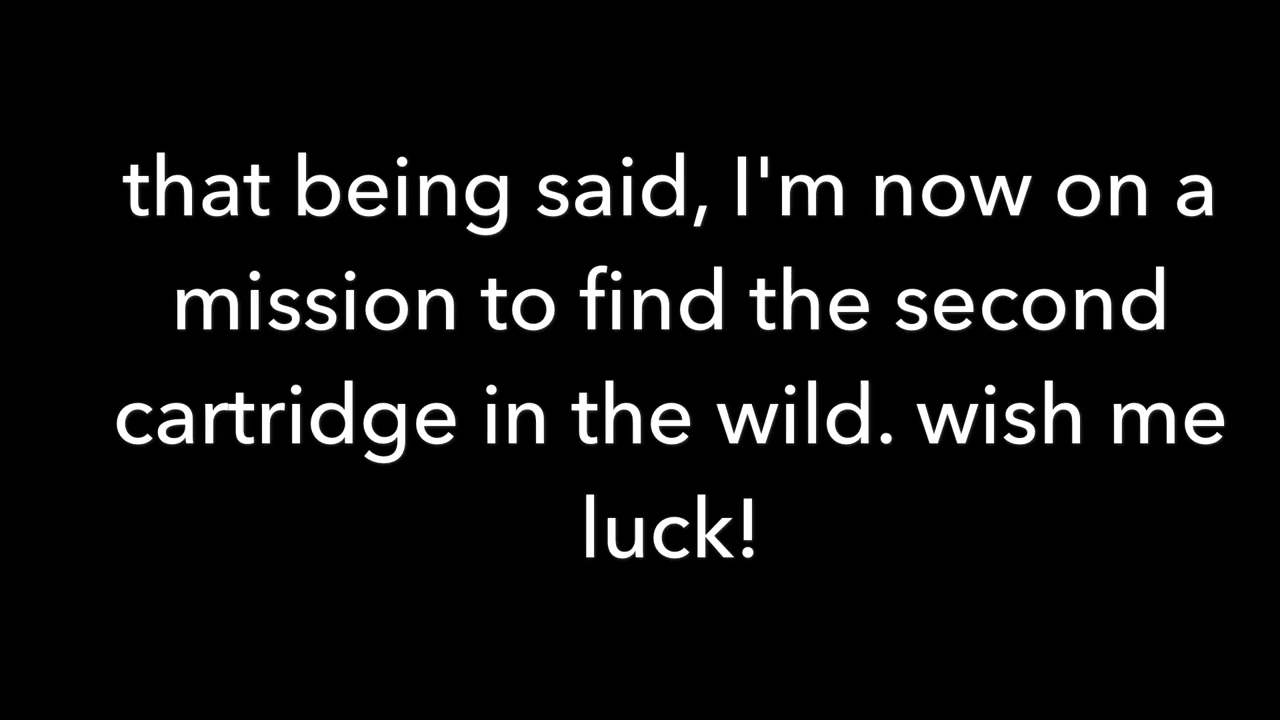 that being said, I'm now on a
mission to find the second
cartridge in the wild. wish me
luck!